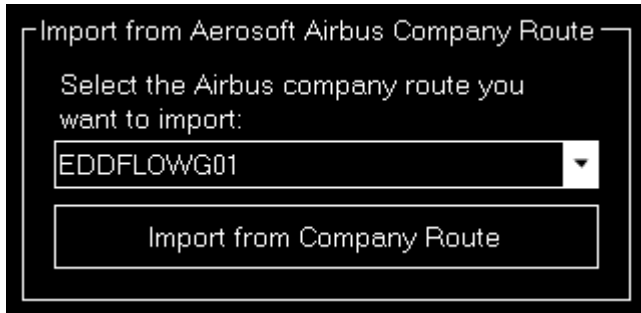 Import from Aerosoft Airbus Company Route
Select the Airbus company route you
want to import:
EDDFLOWG01
Import from Company Route